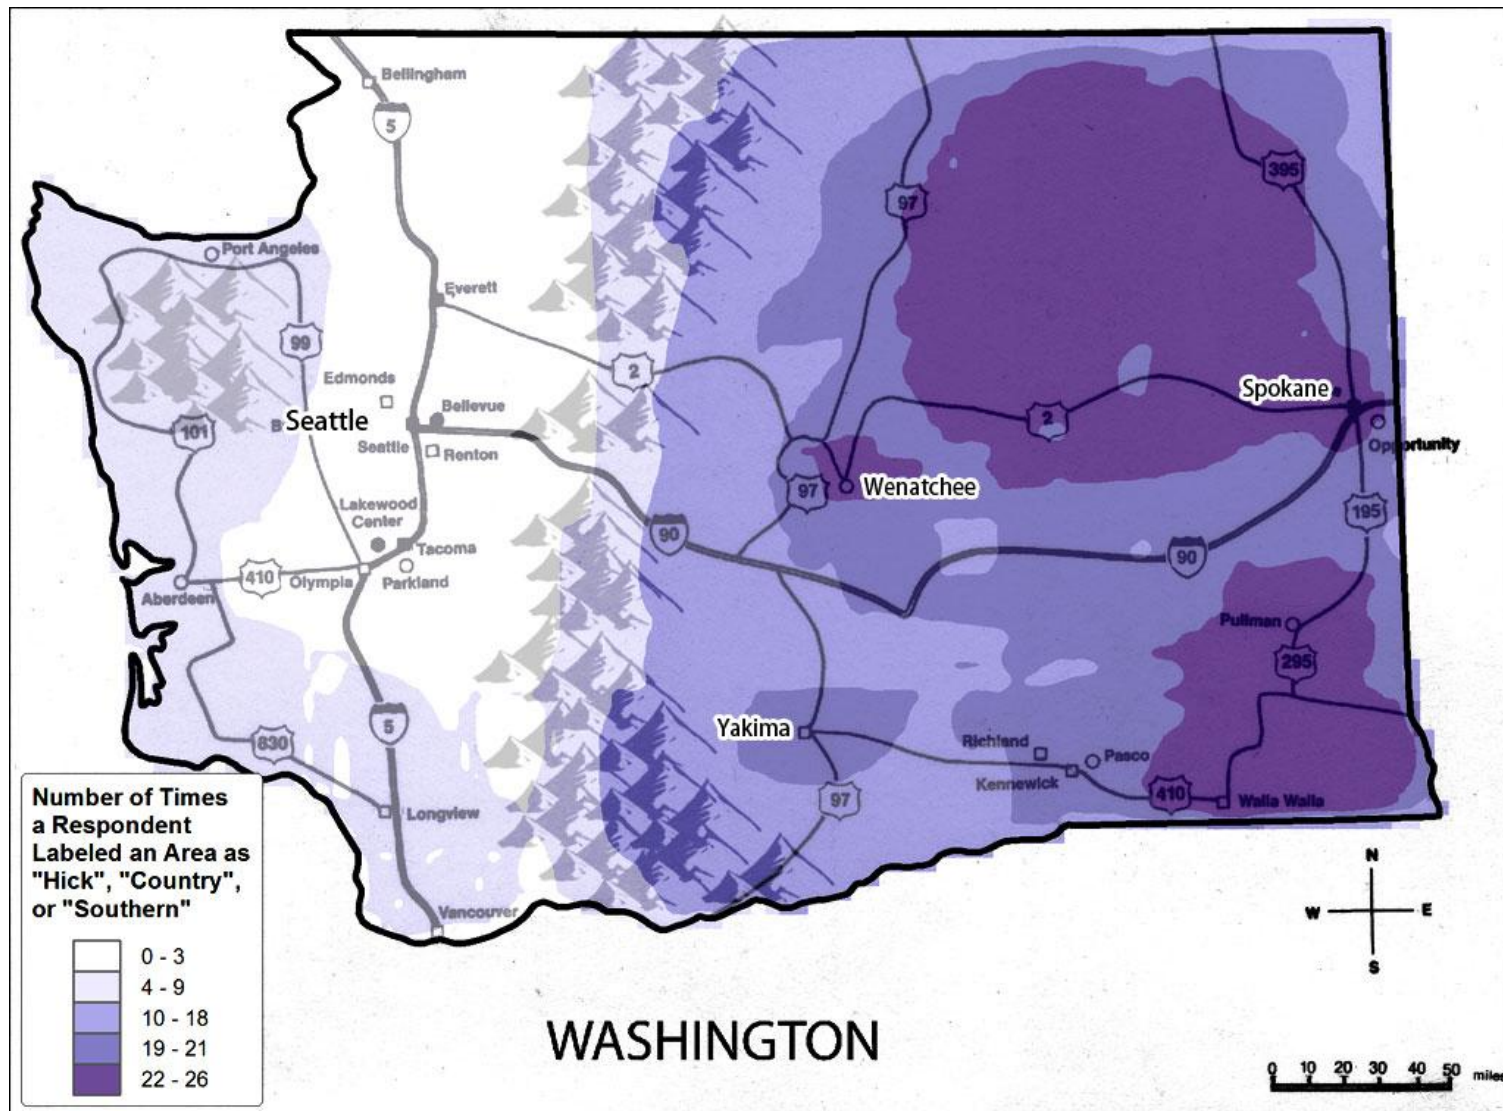 Bellingham
5
395
97
Port Angeles
Everett
99
2
Edmonds
Spokane
Bellevue
Seattle
101
B
2
Seattle
Renton
Opportunity
Wenatchee
97
Lakewood
Center
195
90
Tacoma
90
410
Olympia
Parkland
Aberdeen
Pullman
295
5
Yakima
830
Richland
Pasco
Kennewick
97
410
Walla Walla
Longview
Vancouver
Number of Times
a Respondent
Labeled an Area as
"Hick", "Country",
or "Southern"
0 - 3
4 - 9
10 - 18
19 - 21
22 - 26
N
W
E
S
WASHINGTON
0 10 20 30 40 50 miles